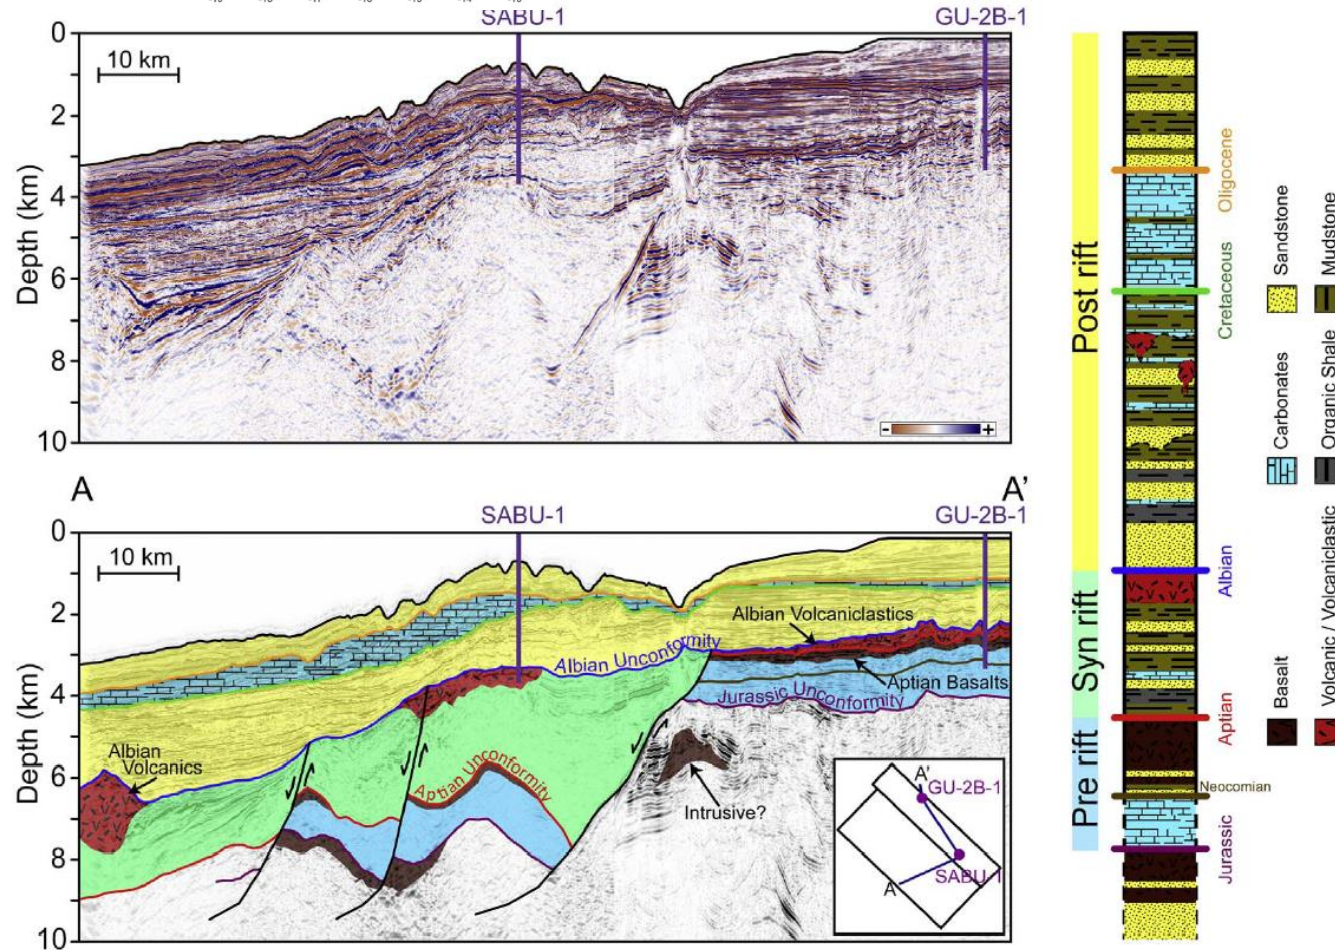 SABU-1
GU-2B-1
0
10 km
2
4
6
8
10
Depth (km)
- +
A
A'
SABU-1
GU-2B-1
0
10 km
2
4
6
8
10
Depth (km)
Albian Volcaniclastics
Albian Unconformity
Aptian Basalts
Jurassic Unconformity
Albian
Volcanics
Aptian Unconformity
Intrusive?
A'
GU-2B-1
SABU-1
A
Post rift
Syn rift
Pre rift
Oligocene
Cretaceous
Albian
Aptian
Neocomian
Jurassic
Sandstone
Mudstone
Carbonates
Organic Shale
Basalt
Volcanic / Volcaniclastic